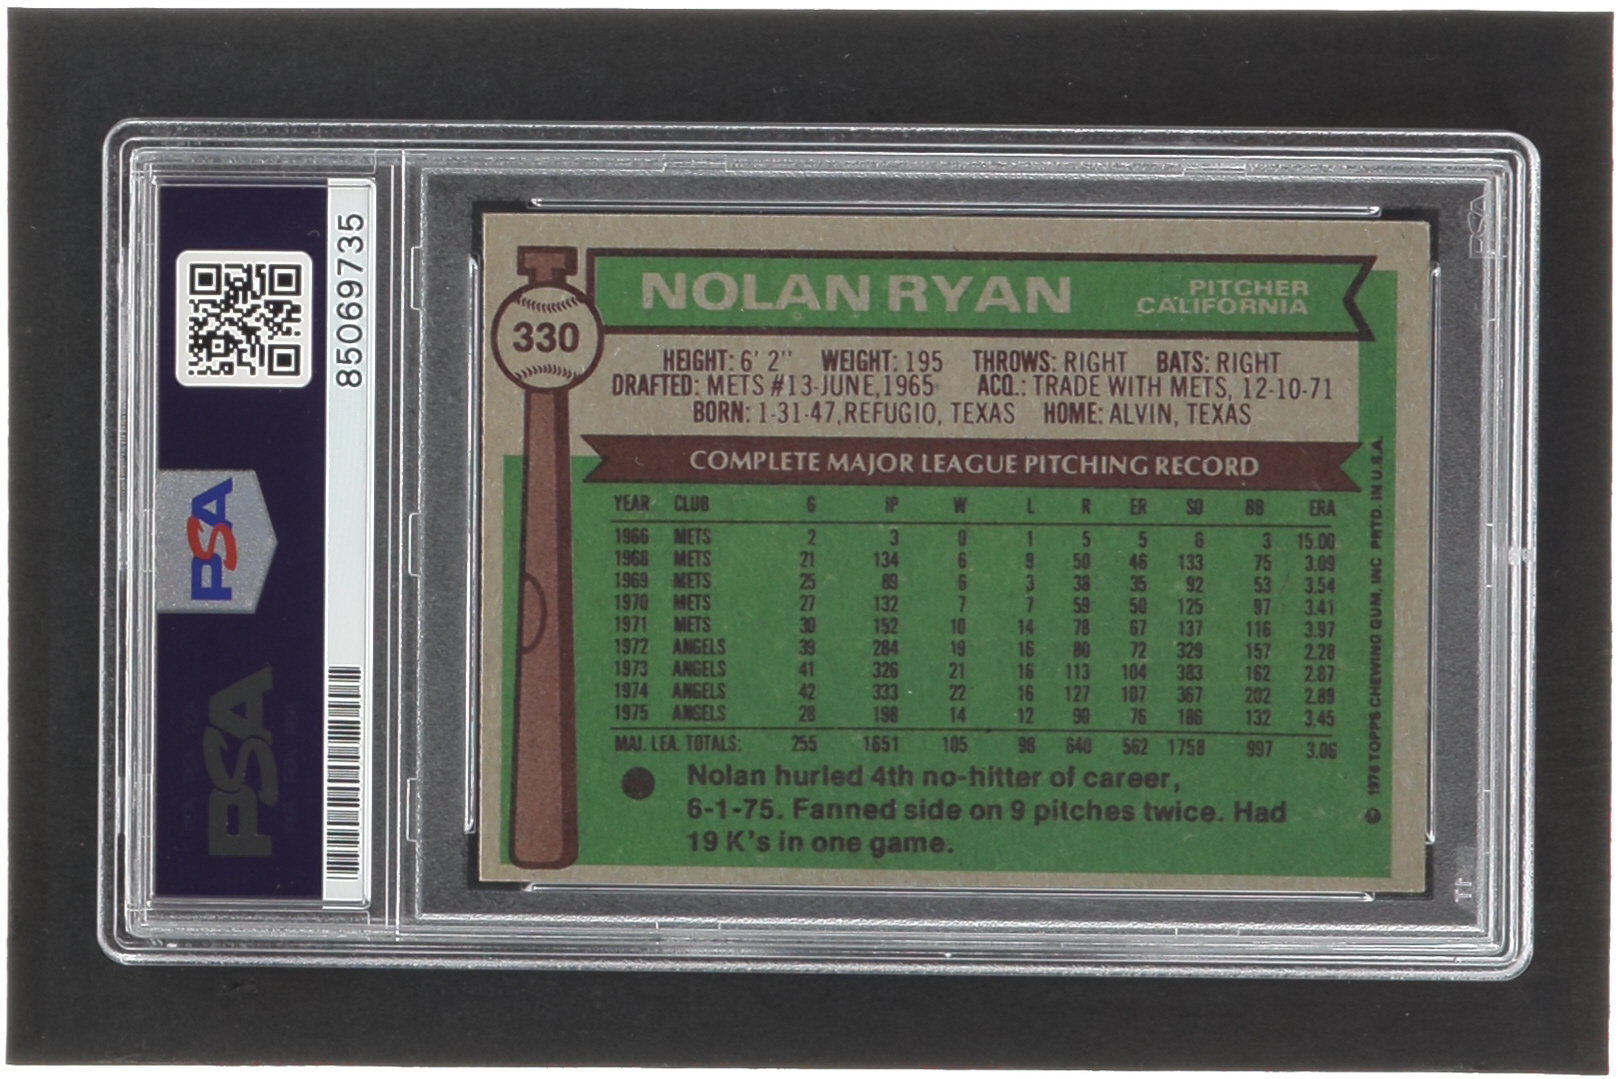 85069735
PSA
PSA
PSA
330
NOLAN RYAN
PITCHER
CALIFORNIA
HEIGHT: 6' 2" WEIGHT: 195 THROWS: RIGHT BATS: RIGHT
DRAFTED: METS #13-JUNE, 1965 ACQ.: TRADE WITH METS, 12-10-71
BORN: 1-31-47, REFUGIO, TEXAS HOME: ALVIN, TEXAS
COMPLETE MAJOR LEAGUE PITCHING RECORD
YEAR CLUB G IP W L R ER SO BB ERA
1966 METS 2 3 0 1 5 5 6 3 15.00
1968 METS 21 134 6 9 50 46 133 75 3.09
1969 METS 25 89 6 3 38 35 92 53 3.54
1970 METS 27 132 7 7 59 50 125 97 3.41
1971 METS 30 152 10 14 78 67 137 116 3.97
1972 ANGELS 39 284 19 16 80 72 329 157 2.28
1973 ANGELS 41 326 21 16 113 104 383 162 2.87
1974 ANGELS 42 333 22 16 127 107 367 202 2.89
1975 ANGELS 28 198 14 12 90 76 186 132 3.45
MAJ. LEA. TOTALS: 255 1651 105 98 640 562 1758 997 3.06
Nolan hurled 4th no-hitter of career,
6-1-75. Fanned side on 9 pitches twice. Had
19 K's in one game.
© 1976 TOPPS CHEWING GUM, INC PRTD. IN U.S.A.